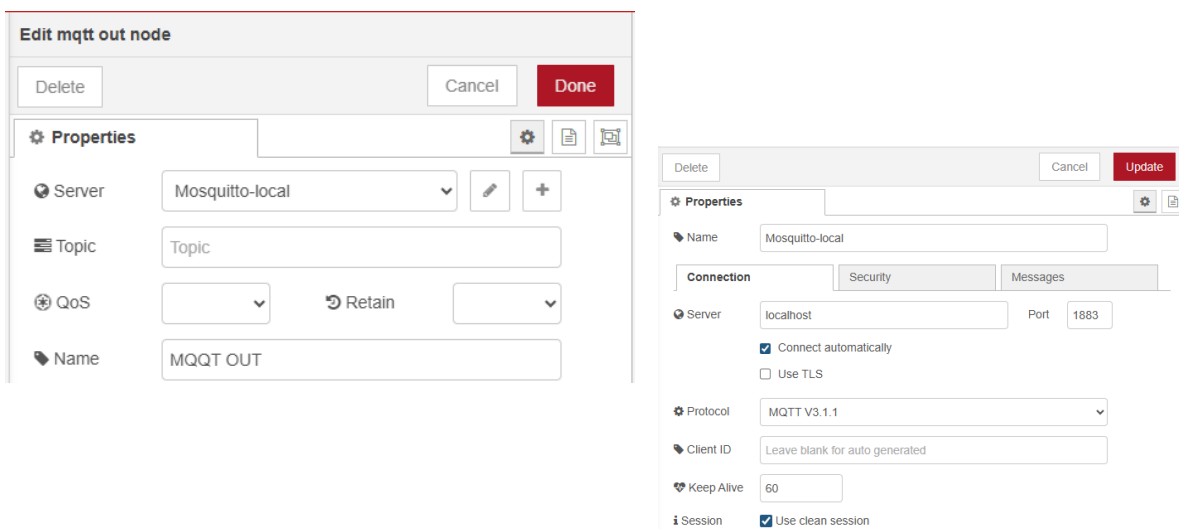 Edit mqtt out node
Delete Cancel Done
Properties
Server Mosquitto-local
Topic Topic
QoS Retain
Name MQQT OUT
Delete Cancel Update
Properties
Name Mosquitto-local
Connection Security Messages
Server localhost Port 1883
Connect automatically
Use TLS
Protocol MQTT V3.1.1
Client ID Leave blank for auto generated
Keep Alive 60
Session Use clean session